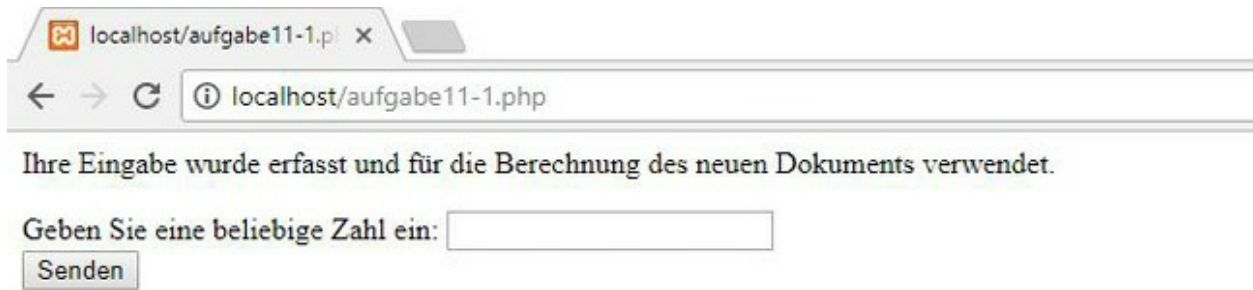 localhost/aufgabe11-1.p
localhost/aufgabe11-1.php
Ihre Eingabe wurde erfasst und für die Berechnung des neuen Dokuments verwendet.
Geben Sie eine beliebige Zahl ein:
Senden